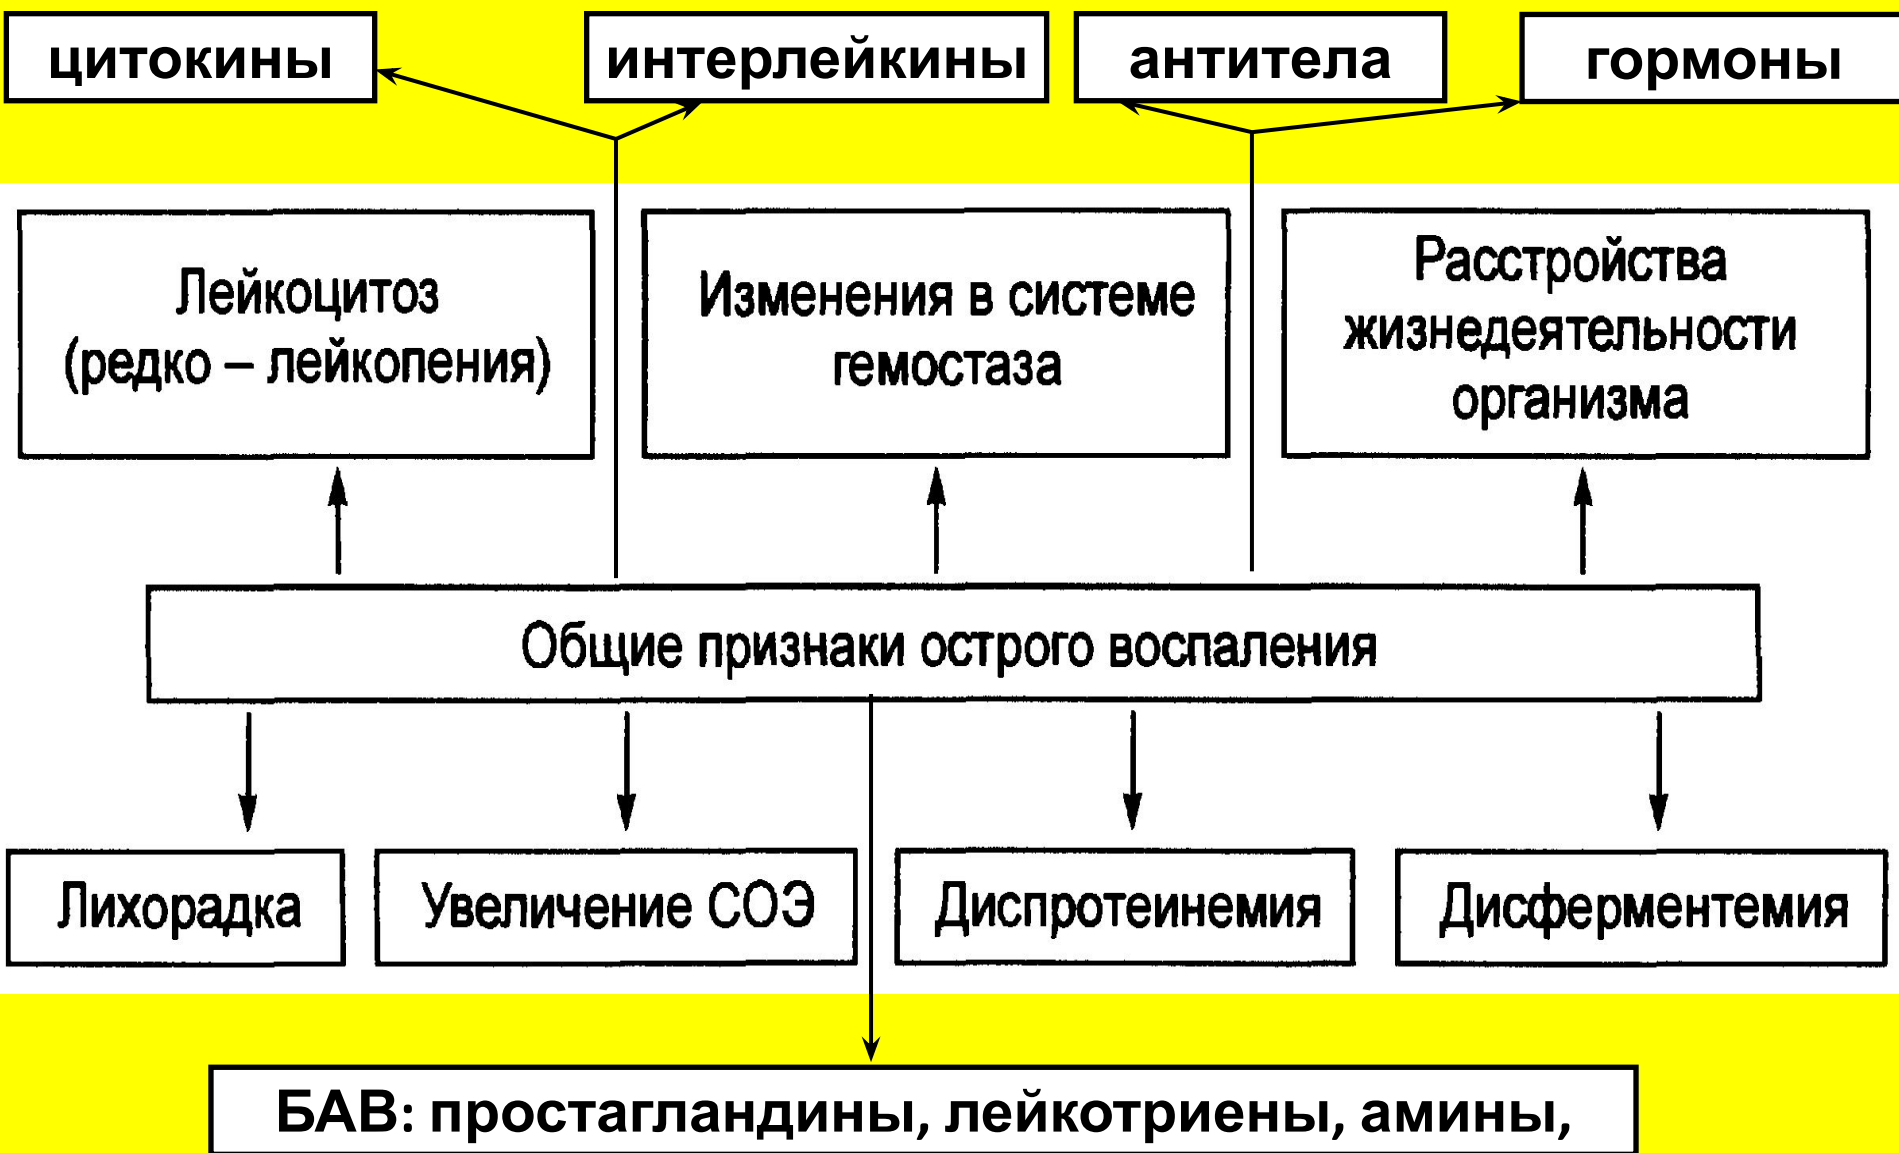 цитокины
интерлейкины
антитела
гормоны
Лейкоцитоз
(редко – лейкопения)
Изменения в системе
гемостаза
Расстройства
жизнедеятельности
организма
Общие признаки острого воспаления
Лихорадка
Увеличение СОЭ
Диспротеинемия
Дисферментемия
БАВ: простагландины, лейкотриены, амины,